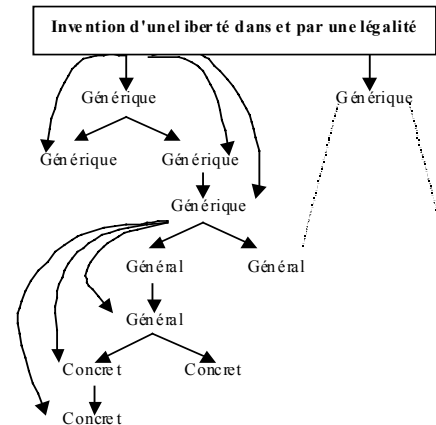 Invention d'une liberté dans et par une légalité
Générique Générique
Générique Générique
Générique
Général Général
Général
Concret Concret
Concret